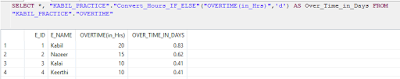 SELECT *, "KABIL_PRACTICE"."Convert_Hours_IF_ELSE"("OVERTIME(in_Hrs)",'d') AS Over_Time_in_Days FROM
"KABIL_PRACTICE"."OVERTIME"
E_ID E_NAME OVERTIME(in_Hrs) OVER_TIME_IN_DAYS
1 1 Kabil 20 0.83
2 2 Naseer 15 0.62
3 3 Kalai 10 0.41
4 4 Keerthi 10 0.41